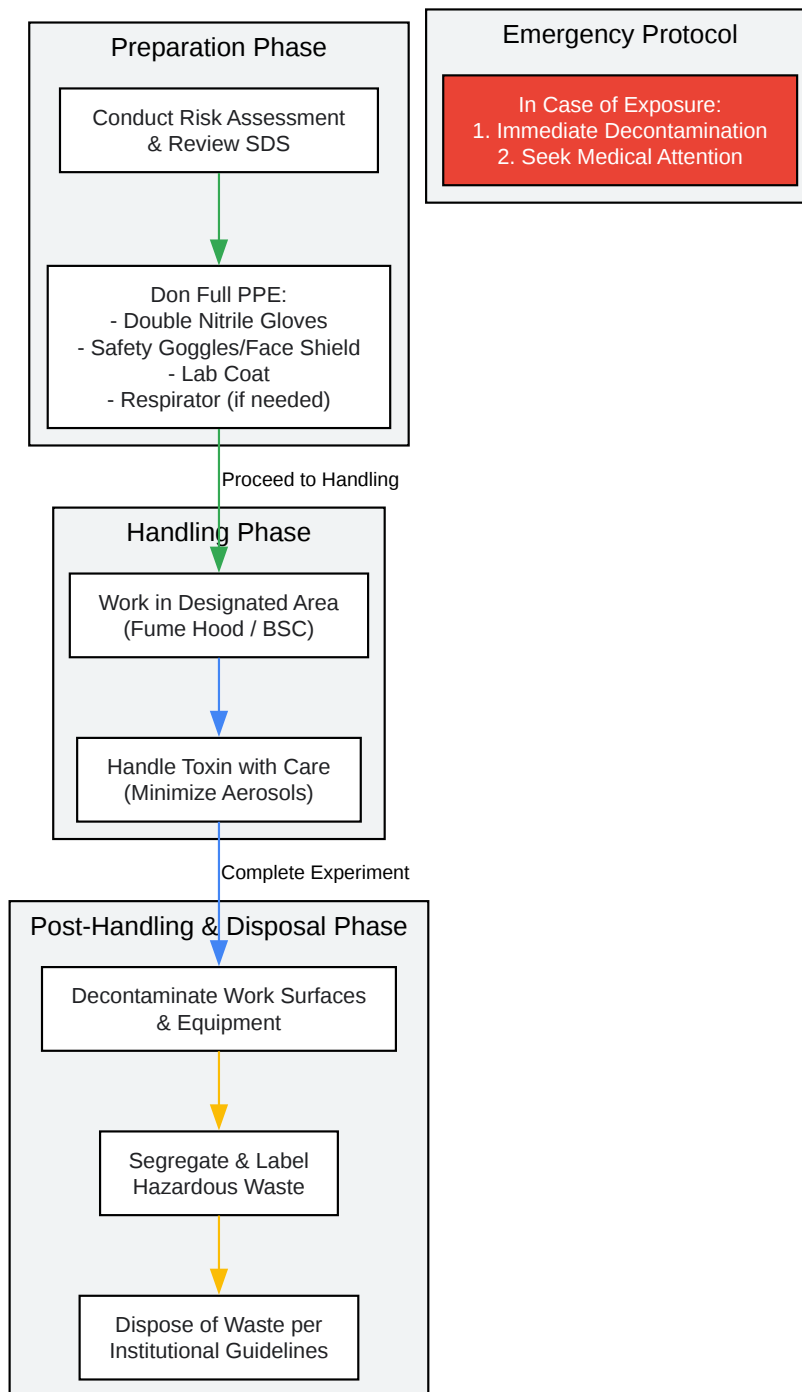 Preparation Phase
Conduct Risk Assessment
& Review SDS
Don Full PPE:
- Double Nitrile Gloves
- Safety Goggles/Face Shield
- Lab Coat
- Respirator (if needed)
Proceed to Handling
Handling Phase
Work in Designated Area
(Fume Hood / BSC)
Handle Toxin with Care
(Minimize Aerosols)
Complete Experiment
Post-Handling & Disposal Phase
Decontaminate Work Surfaces
& Equipment
Segregate & Label
Hazardous Waste
Dispose of Waste per
Institutional Guidelines
Emergency Protocol
In Case of Exposure:
1. Immediate Decontamination
2. Seek Medical Attention